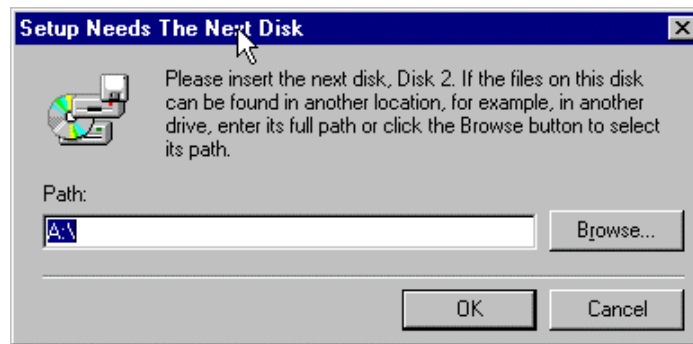 Setup Needs The Next Disk
Please insert the next disk, Disk 2. If the files on this disk
can be found in another location, for example, in another
drive, enter its full path or click the Browse button to select
its path.
Path:
A:\
Browse...
OK
Cancel